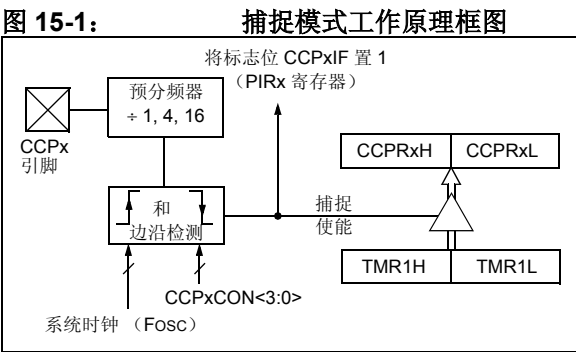 图 15-1： 捕捉模式工作原理框图
将标志位 CCPxIF 置 1
（PIRx 寄存器）
预分频器
÷ 1, 4, 16
CCPx
引脚
CCPRxH CCPRxL
和
边沿检测
捕捉
使能
TMR1H TMR1L
CCPxCON<3:0>
系统时钟 （FOSC）